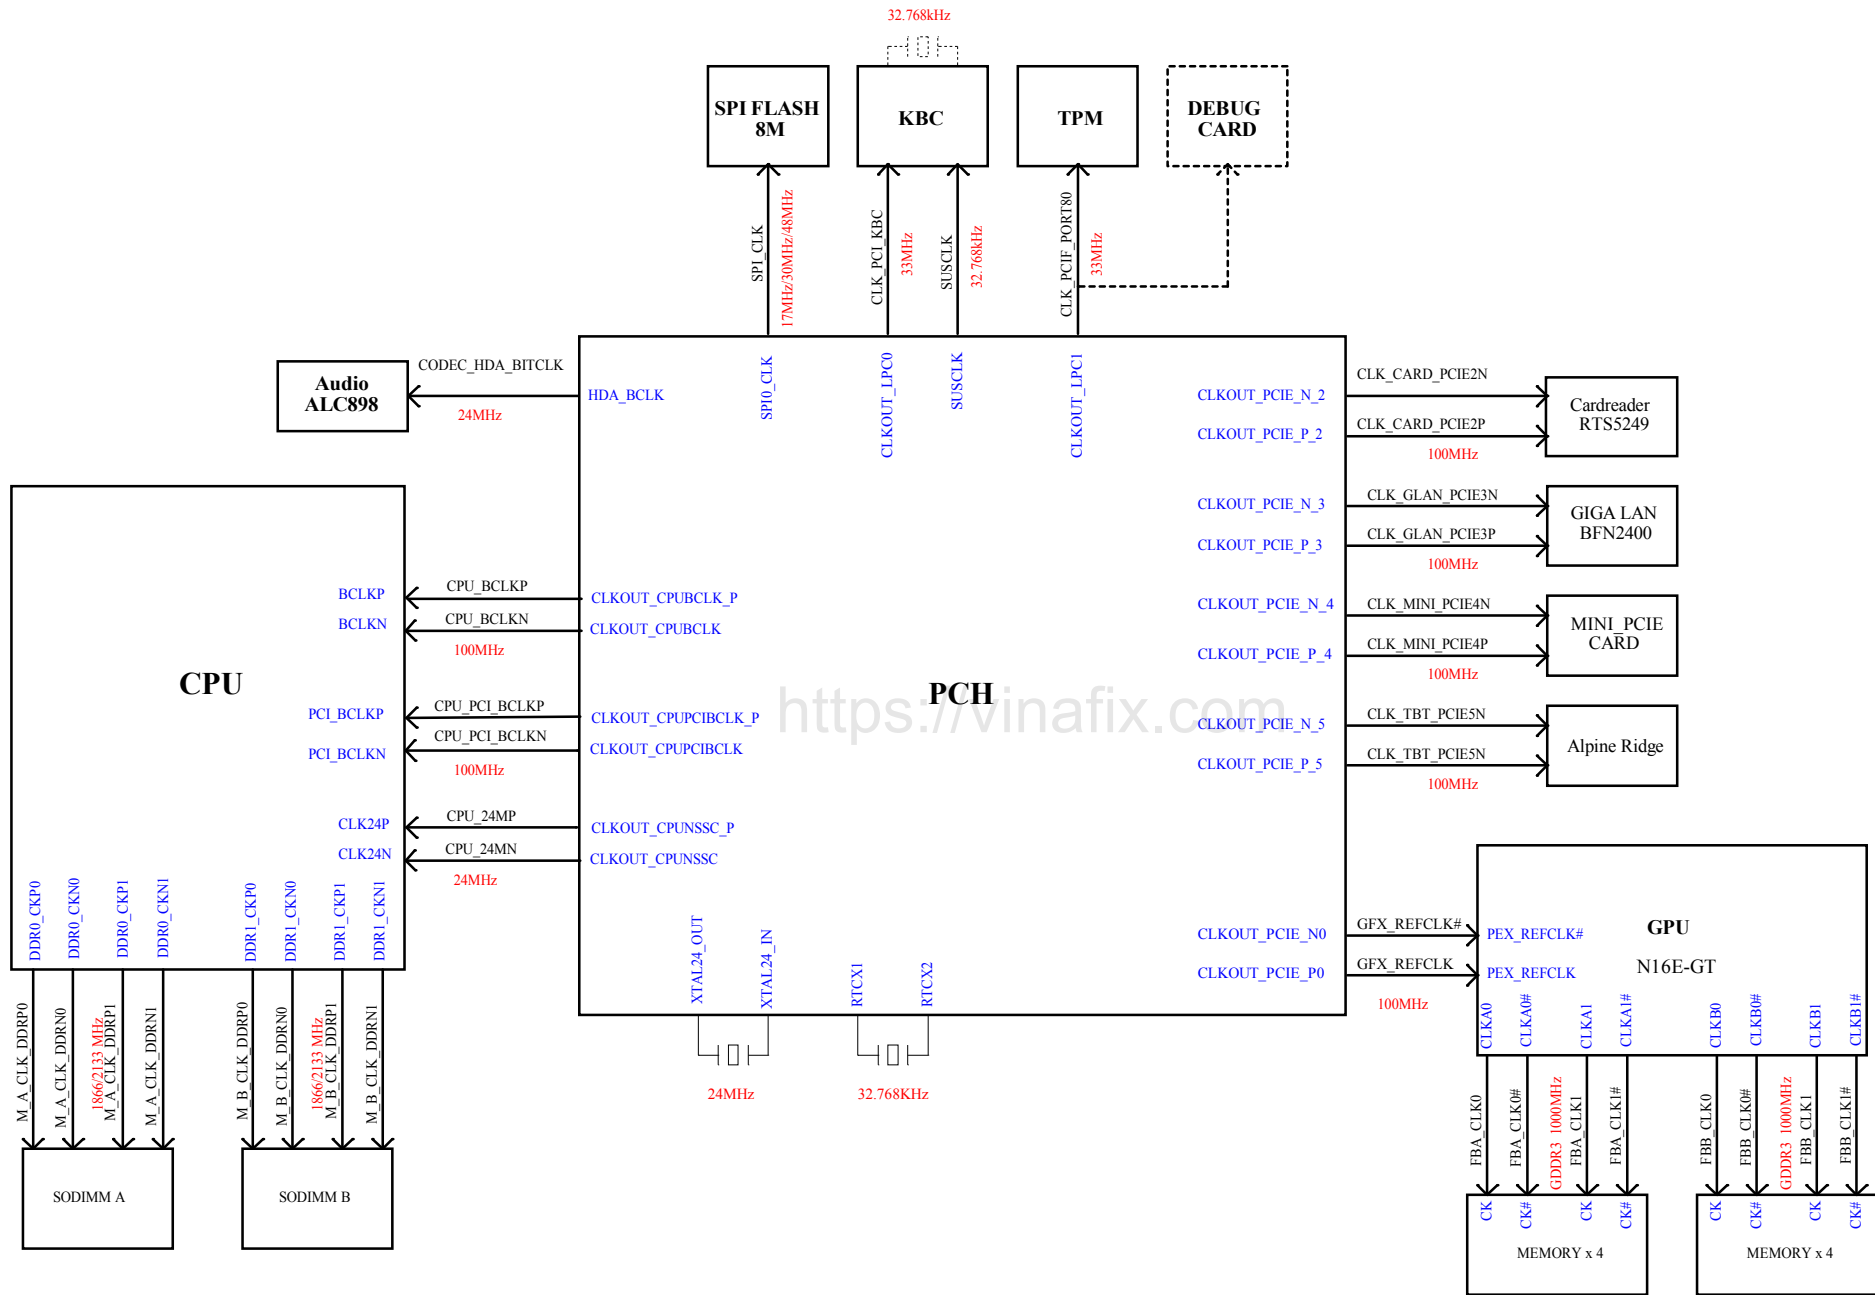 32.768kHz
SPI FLASH
8M
KBC
TPM
DEBUG
CARD
SPI_CLK
17MHz/30MHz/48MHz
CLK_PCI_KBC
33MHz
SUSCLK
32.768kHz
CLK_PCIF_PORT80
33MHz
Audio
ALC898
CODEC_HDA_BITCLK
24MHz
HDA_BCLK
SPI0_CLK
CLKOUT_LPC0
SUSCLK
CLKOUT_LPC1
CLKOUT_PCIE_N_2
CLK_CARD_PCIE2N
CLKOUT_PCIE_P_2
CLK_CARD_PCIE2P
100MHz
Cardreader
RTS5249
CLKOUT_PCIE_N_3
CLK_GLAN_PCIE3N
CLKOUT_PCIE_P_3
CLK_GLAN_PCIE3P
100MHz
GIGA LAN
BFN2400
CLKOUT_PCIE_N_4
CLK_MINI_PCIE4N
CLKOUT_PCIE_P_4
CLK_MINI_PCIE4P
100MHz
MINI_PCIE
CARD
CLKOUT_PCIE_N_5
CLK_TBT_PCIE5N
CLKOUT_PCIE_P_5
CLK_TBT_PCIE5N
100MHz
Alpine Ridge
CPU
BCLKP
CPU_BCLKP
CLKOUT_CPUBCLK_P
BCLKN
CPU_BCLKN
CLKOUT_CPUBCLK
100MHz
PCH
https://vinafix.com
PCI_BCLKP
CPU_PCI_BCLKP
CLKOUT_CPUPCIBCLK_P
PCI_BCLKN
CPU_PCI_BCLKN
CLKOUT_CPUPCIBCLK
100MHz
CLK24P
CPU_24MP
CLKOUT_CPUNSSC_P
CLK24N
CPU_24MN
CLKOUT_CPUNSSC
24MHz
DDR0_CKP0
DDR0_CKN0
DDR0_CKP1
DDR0_CKN1
DDR1_CKP0
DDR1_CKN0
DDR1_CKP1
DDR1_CKN1
M_A_CLK_DDRP0
M_A_CLK_DDRN0
1866/2133 MHz
M_A_CLK_DDRP1
M_A_CLK_DDRN1
M_B_CLK_DDRP0
M_B_CLK_DDRN0
1866/2133 MHz
M_B_CLK_DDRP1
M_B_CLK_DDRN1
SODIMM A
SODIMM B
XTAL24_OUT
XTAL24_IN
RTCX1
RTCX2
24MHz
32.768KHz
CLKOUT_PCIE_N0
GFX_REFCLK#
PEX_REFCLK#
CLKOUT_PCIE_P0
GFX_REFCLK
PEX_REFCLK
100MHz
GPU
N16E-GT
CLKA0
CLKA0#
CLKA1
CLKA1#
CLKB0
CLKB0#
CLKB1
CLKB1#
FBA_CLK0
FBA_CLK0#
GDDR3 1000MHz
FBA_CLK1
FBA_CLK1#
FBB_CLK0
FBB_CLK0#
GDDR3 1000MHz
FBB_CLK1
FBB_CLK1#
CK
CK#
CK
CK#
CK
CK#
CK
CK#
MEMORY x 4
MEMORY x 4